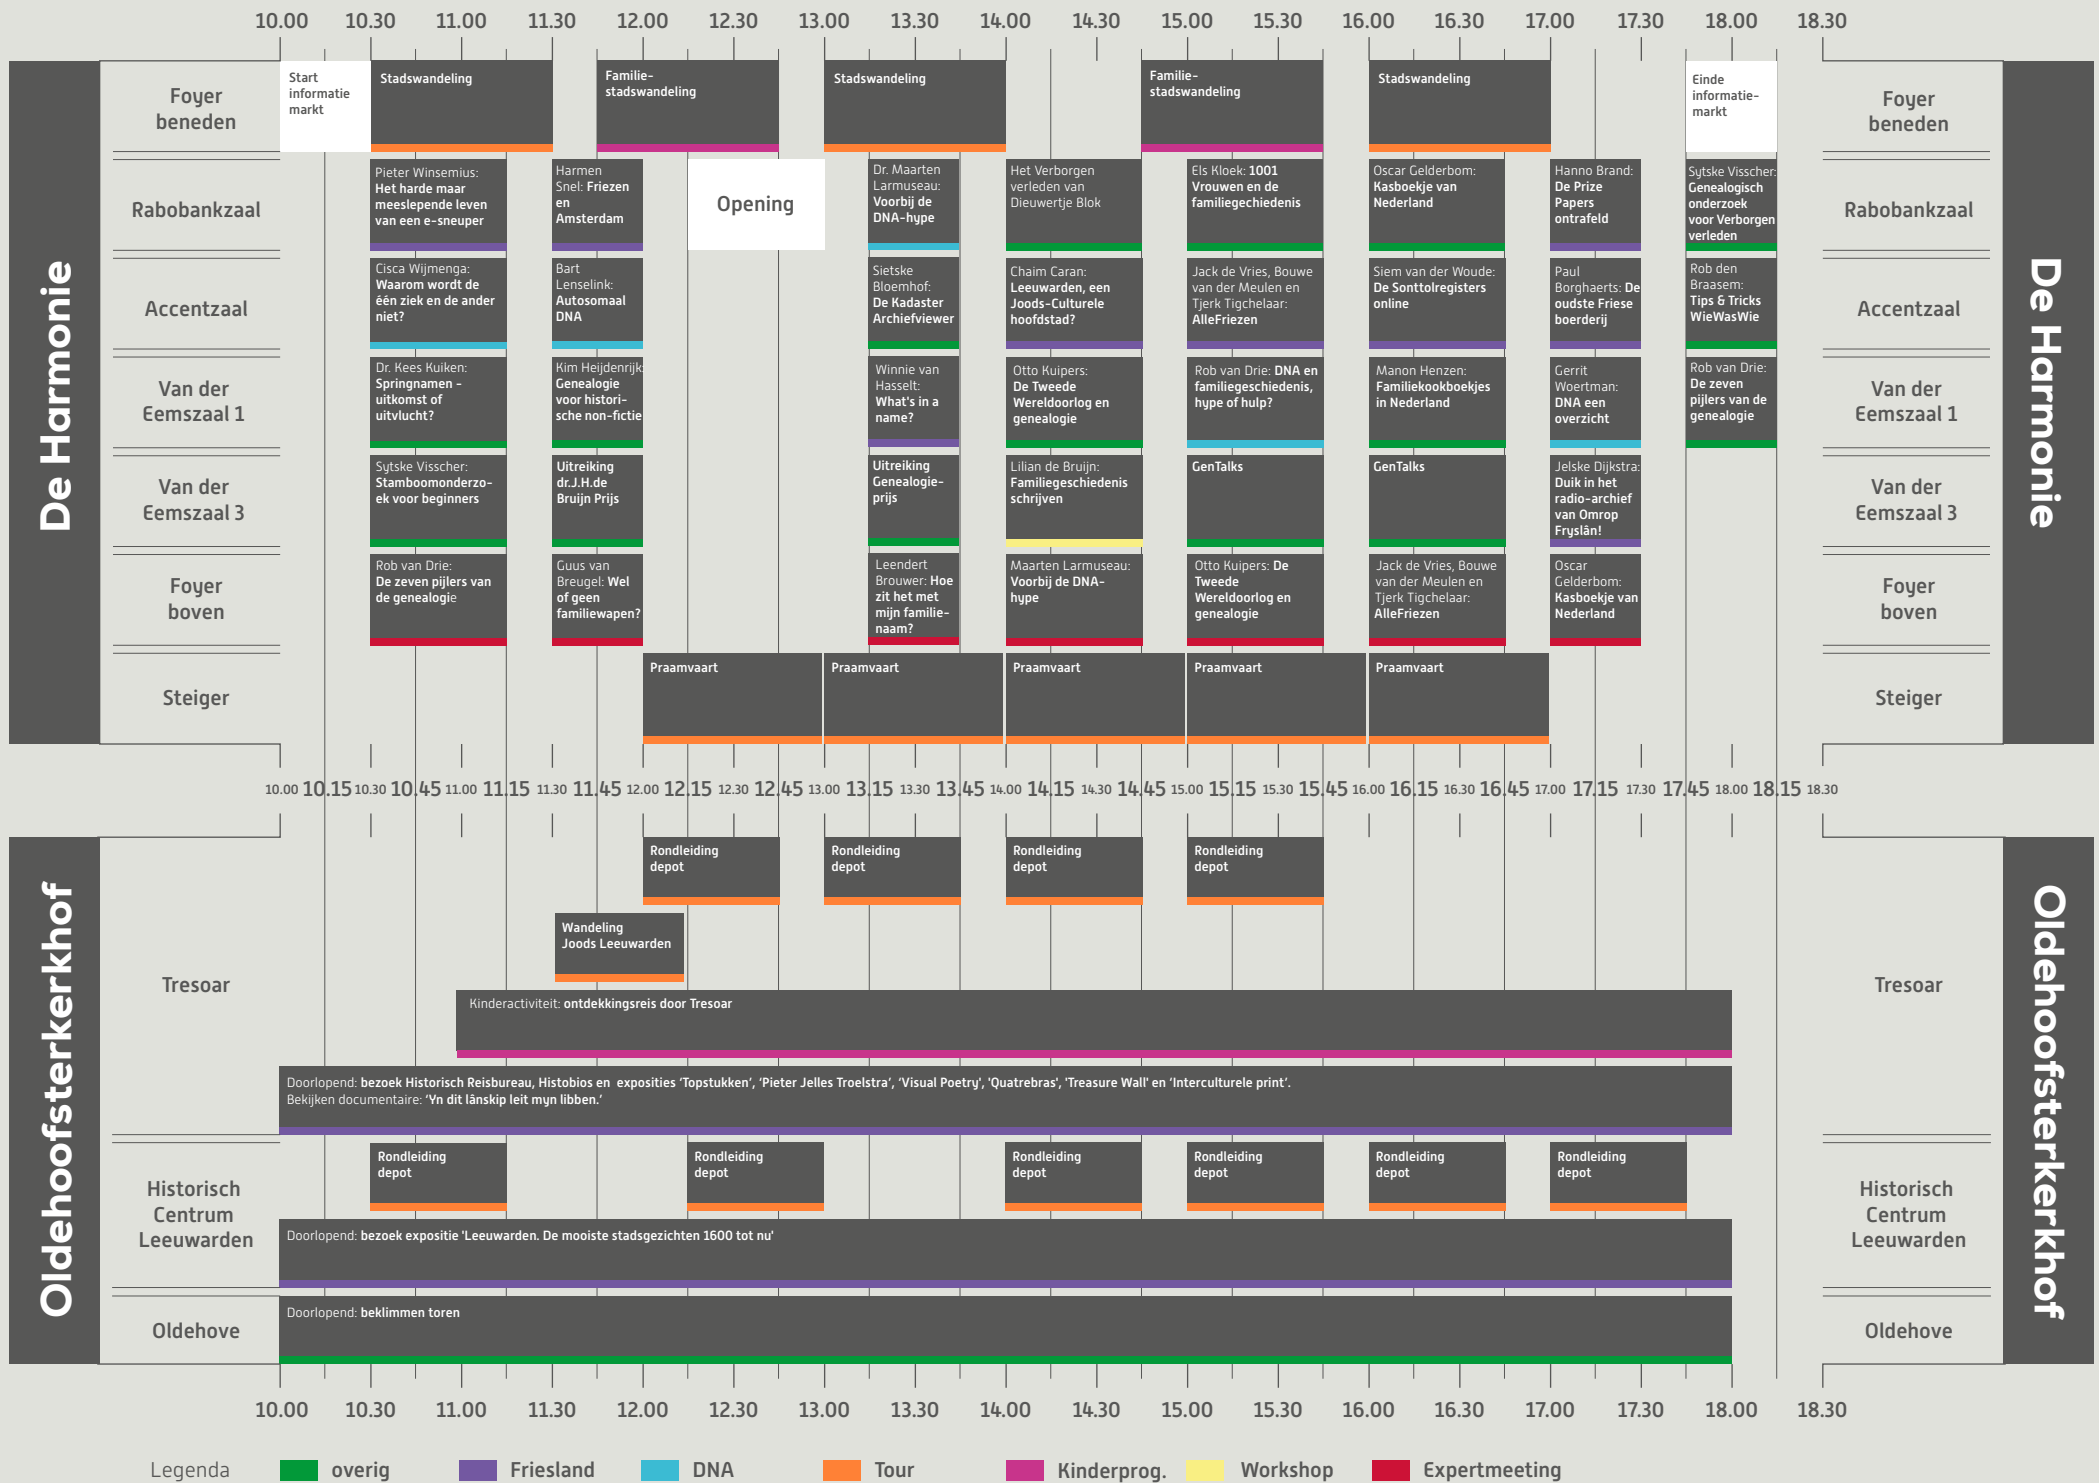 10.00 10.30 11.00 11.30 12.00 12.30 13.00 13.30 14.00 14.30 15.00 15.30 16.00 16.30 17.00 17.30 18.00 18.30
De Harmonie
Foyer
beneden
Start
informatie
markt
Stadswandeling
Familie-
stadswandeling
Stadswandeling
Familie-
stadswandeling
Stadswandeling
Einde
informatie-
markt
Foyer
beneden
De Harmonie
Rabobankzaal
Pieter Winsemius:
Het harde maar
meeslepende leven
van een e-sneuper
Harmen
Snel: Friezen
en
Amsterdam
Opening
Dr. Maarten
Larmuseau:
Voorbij de
DNA-hype
Het Verborgen
verleden van
Dieuwertje Blok
Els Kloek: 1001
Vrouwen en de
familiegechiedenis
Oscar Gelderbom:
Kasboekje van
Nederland
Hanno Brand:
De Prize
Papers
ontrafeld
Sytske Visscher:
Genealogisch
onderzoek
voor Verborgen
verleden
Rabobankzaal
Accentzaal
Cisca Wijmenga:
Waarom wordt de
één ziek en de ander
niet?
Bart
Lenselink:
Autosomaal
DNA
Sietske
Bloemhof:
De Kadaster
Archiefviewer
Chaim Caran:
Leeuwarden, een
Joods-Culturele
hoofdstad?
Jack de Vries, Bouwe
van der Meulen en
Tjerk Tigchelaar:
AlleFriezen
Siem van der Woude:
De Sonttolregisters
online
Paul
Borghaerts: De
oudste Friese
boerderij
Rob den
Braasem:
Tips & Tricks
WieWasWie
Accentzaal
Van der
Eemszaal 1
Dr. Kees Kuiken:
Springnamen -
uitkomst of
uitvlucht?
Kim Heijdenrijk
Genealogie
voor histori-
sche non-fictie
Winnie van
Hasselt:
What's in a
name?
Otto Kuipers:
De Tweede
Wereldoorlog en
genealogie
Rob van Drie: DNA en
familiegeschiedenis,
hype of hulp?
Manon Henzen:
Familiekookboekjes
in Nederland
Gerrit
Woertman:
DNA een
overzicht
Rob van Drie:
De zeven
pijlers van de
genealogie
Van der
Eemszaal 1
Van der
Eemszaal 3
Sytske Visscher:
Stamboomonderzo-
ek voor beginners
Uitreiking
dr.J.H.de
Bruijn Prijs
Uitreiking
Genealogie-
prijs
Lilian de Bruijn:
Familiegeschiedenis
schrijven
GenTalks
GenTalks
Jelske Dijkstra:
Duik in het
radio-archief
van Omrop
Fryslân!
Van der
Eemszaal 3
Foyer
boven
Rob van Drie:
De zeven pijlers van
de genealogie
Guus van
Breugel: Wel
of geen
familiewapen?
Leendert
Brouwer: Hoe
zit het met
mijn familie-
naam?
Maarten Larmuseau:
Voorbij de DNA-
hype
Otto Kuipers: De
Tweede
Wereldoorlog en
genealogie
Jack de Vries, Bouwe
van der Meulen en
Tjerk Tigchelaar:
AlleFriezen
Oscar
Gelderbom:
Kasboekje van
Nederland
Foyer
boven
Steiger
Praamvaart
Praamvaart
Praamvaart
Praamvaart
Praamvaart
Steiger
10.00 10.15 10.30 10.45 11.00 11.15 11.30 11.45 12.00 12.15 12.30 12.45 13.00 13.15 13.30 13.45 14.00 14.15 14.30 14.45 15.00 15.15 15.30 15.45 16.00 16.15 16.30 16.45 17.00 17.15 17.30 17.45 18.00 18.15 18.30
Oldehoofsterkerkhof
Tresoar
Rondleiding
depot
Rondleiding
depot
Rondleiding
depot
Rondleiding
depot
Wandeling
Joods Leeuwarden
Kinderactiviteit: ontdekkingsreis door Tresoar
Doorlopend: bezoek Historisch Reisbureau, Histobios en exposities ‘Topstukken’, ‘Pieter Jelles Troelstra’, ‘Visual Poetry’, 'Quatrebras', 'Treasure Wall' en ‘Interculturele print’.
Bekijken documentaire: ‘Yn dit lânskip leit myn libben.’
Tresoar
Oldehoofsterkerkhof
Historisch
Centrum
Leeuwarden
Rondleiding
depot
Rondleiding
depot
Rondleiding
depot
Rondleiding
depot
Rondleiding
depot
Rondleiding
depot
Doorlopend: bezoek expositie 'Leeuwarden. De mooiste stadsgezichten 1600 tot nu'
Historisch
Centrum
Leeuwarden
Oldehove
Doorlopend: beklimmen toren
Oldehove
10.00 10.30 11.00 11.30 12.00 12.30 13.00 13.30 14.00 14.30 15.00 15.30 16.00 16.30 17.00 17.30 18.00 18.30
Legenda overig Friesland DNA Tour Kinderprog. Workshop Expertmeeting